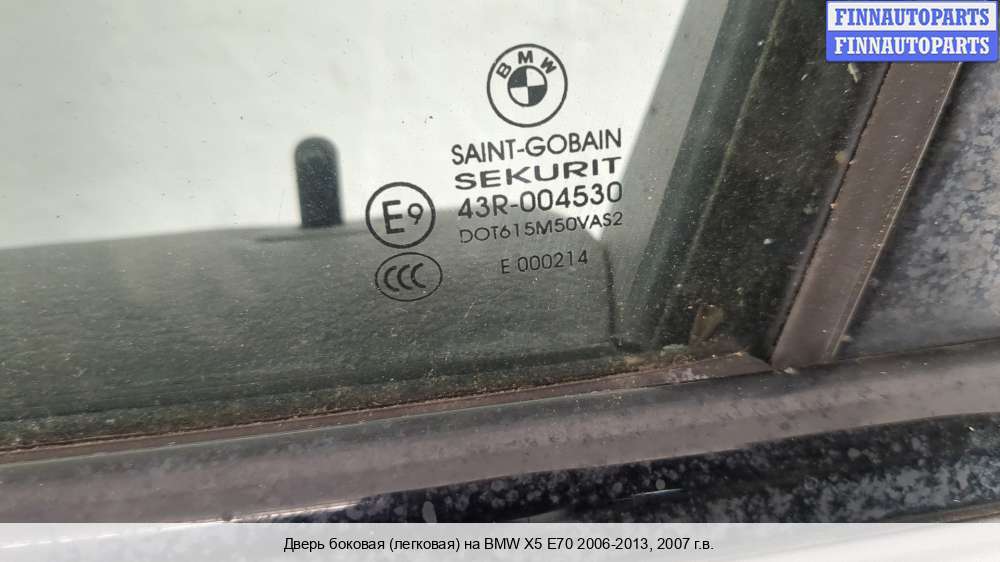 FINNAUTOPARTS
FINNAUTOPARTS
BMW
SAINT-GOBAIN
SEKURIT
43R-004530
DOT615M50VAS2
E 000214
E9
CCC
Дверь боковая (легковая) на BMW X5 E70 2006-2013, 2007 г.в.